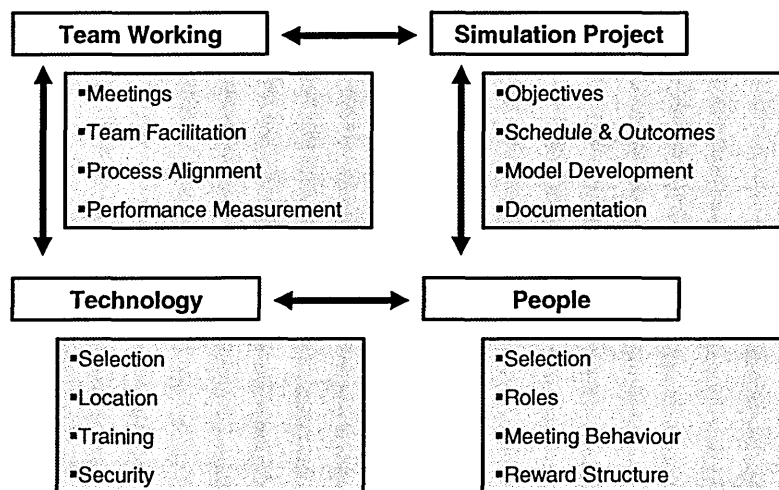 Team Working
Simulation Project
▪Meetings
▪Team Facilitation
▪Process Alignment
▪Performance Measurement
▪Objectives
▪Schedule & Outcomes
▪Model Development
▪Documentation
Technology
People
▪Selection
▪Location
▪Training
▪Security
▪Selection
▪Roles
▪Meeting Behaviour
▪Reward Structure